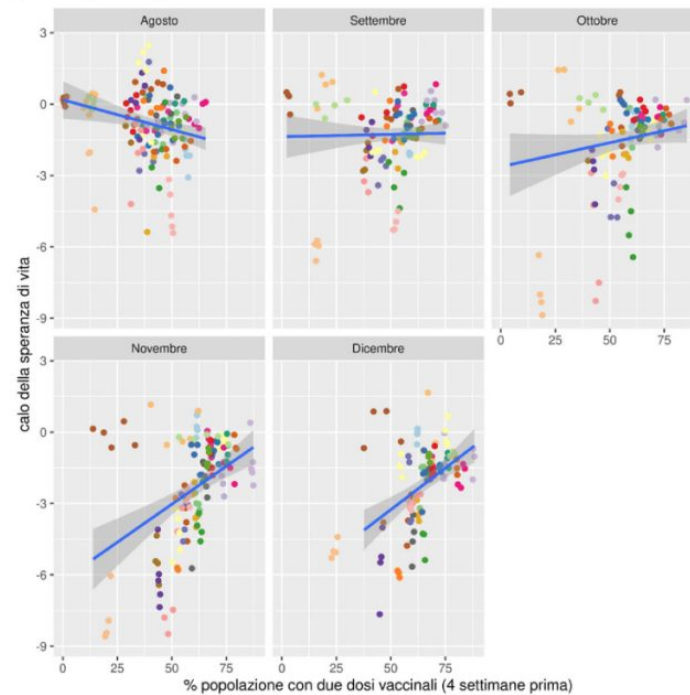 Agosto
Settembre
Ottobre
3
0
-3
-6
-9
0 25 50 75
Novembre
Dicembre
3
0
-3
-6
-9
0 25 50 75
0 25 50 75
calo della speranza di vita
% popolazione con due dosi vaccinali (4 settimane prima)